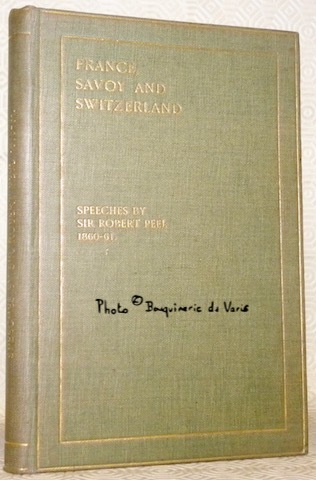 FRANCE,
SAVOY AND
SWITZERLAND
SPEECHES BY
SIR ROBERT PEEL
1860-61.
Photo © Bouquinerie du Varis